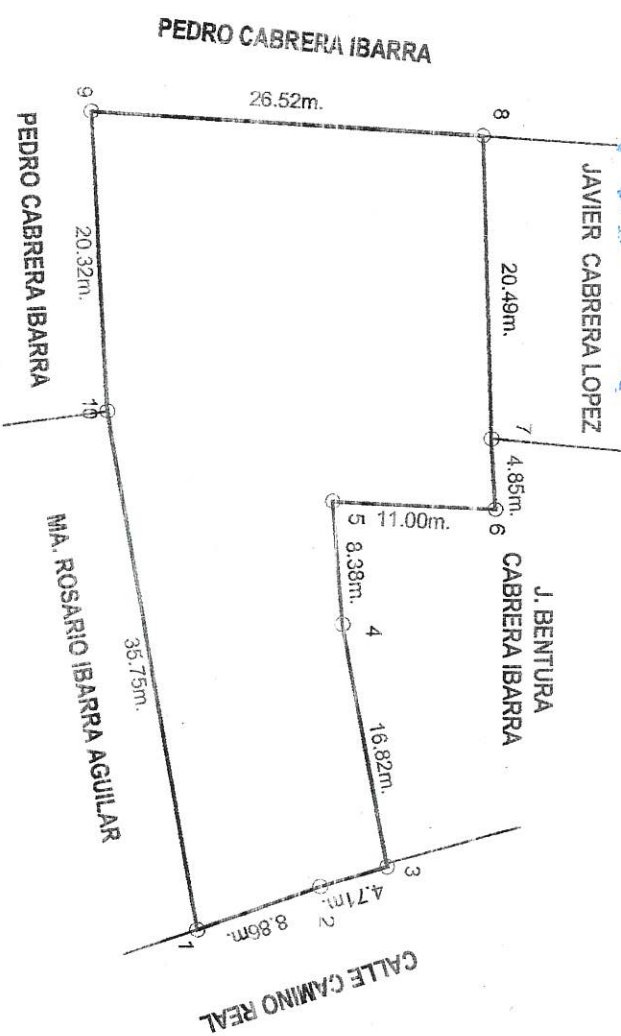 PEDRO CABRERA IBARRA
26.52m.
8
9
JAVIER CABRERA LOPEZ
20.49m.
7
4.85m.
6
J. BENTURA
CABRERA IBARRA
11.00m.
5
8.38m.
4
16.82m.
3
4.71m.
2
8.86m.
1
CALLE CAMINO REAL
20.32m.
10
35.75m.
PEDRO CABRERA IBARRA
MA. ROSARIO IBARRA AGUILAR